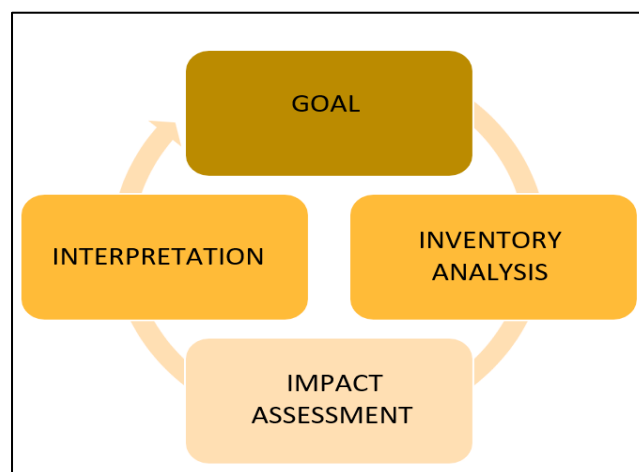 GOAL
INTERPRETATION
INVENTORY
ANALYSIS
IMPACT
ASSESSMENT